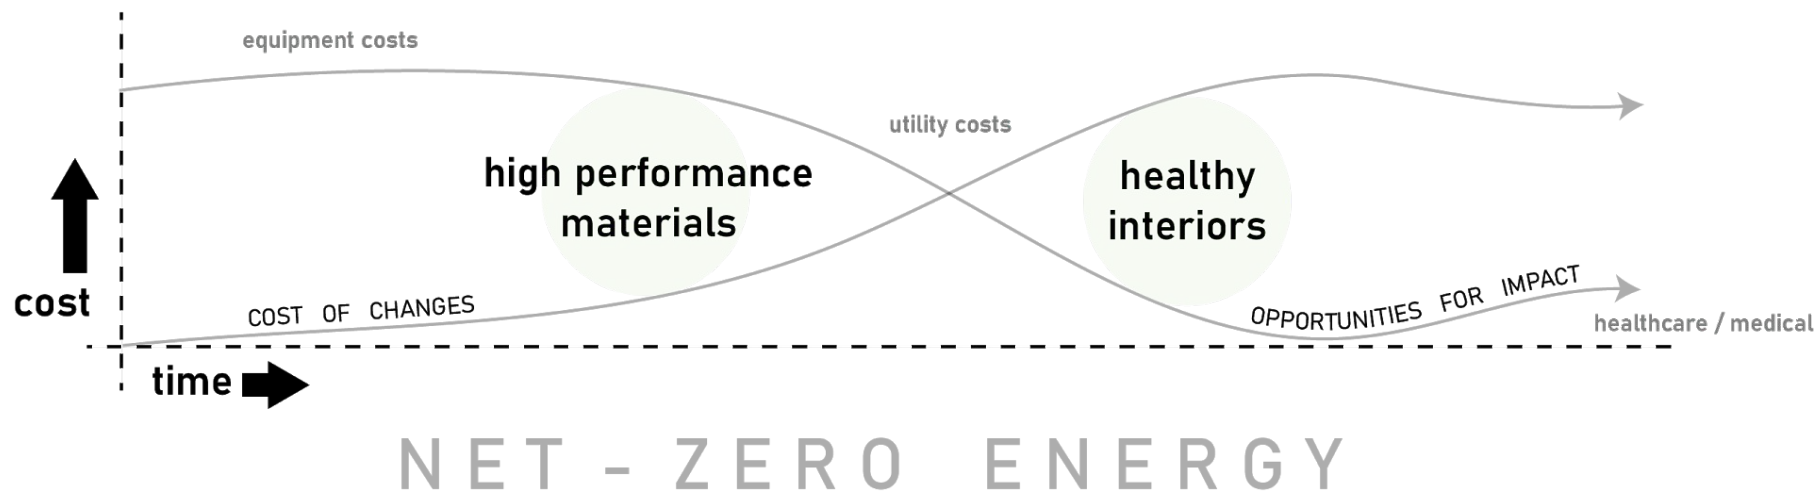 equipment costs
utility costs
high performance
materials
healthy
interiors
cost
COST OF CHANGES
OPPORTUNITIES FOR IMPACT
healthcare / medical
time
NET-ZERO ENERGY